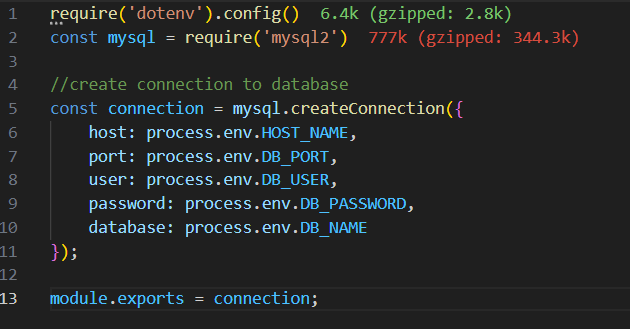 1 require('dotenv').config() 6.4k (gzipped: 2.8k)
2 const mysql = require('mysql2') 777k (gzipped: 344.3k)
3
4 //create connection to database
5 const connection = mysql.createConnection({
6 host: process.env.HOST_NAME,
7 port: process.env.DB_PORT,
8 user: process.env.DB_USER,
9 password: process.env.DB_PASSWORD,
10 database: process.env.DB_NAME
11 });
12
13 module.exports = connection;